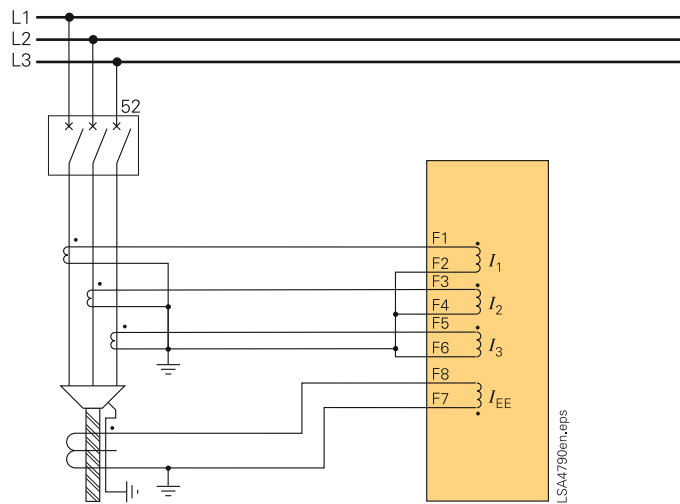 L1
L2
L3
52
F1
F2
I1
F3
F4
I2
F5
F6
I3
F8
F7
IEE
LSA4790en.eps